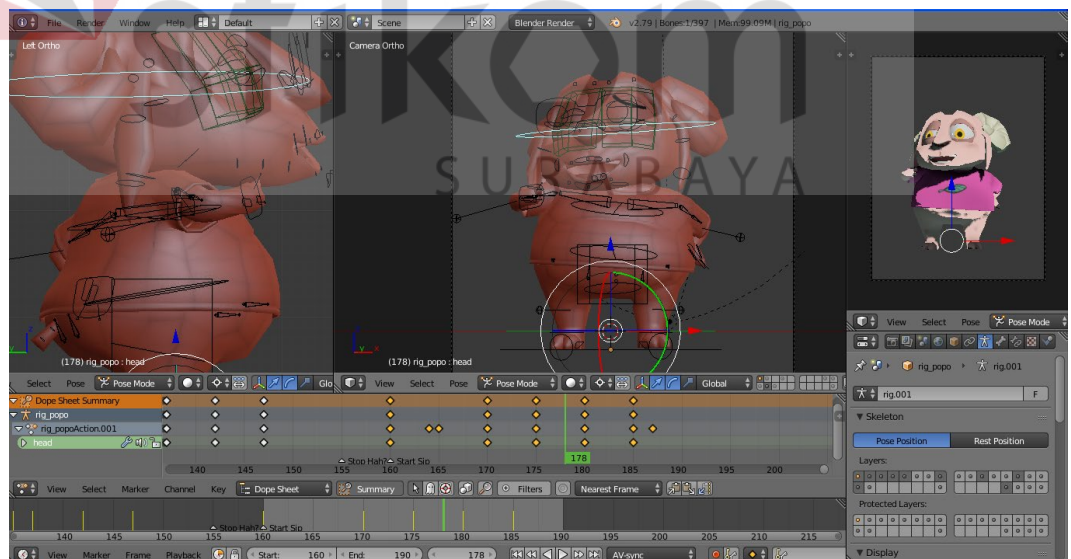 File Render Window Help Default Scene Blender Render v2.79 | Bones:1/397 | Mem:99.09M | rig_popo
Left Ortho
Camera Ortho
SURABAYA
(178) rig_popo : head
(178) rig_popo : head
View Select Pose Pose Mode
rig_popo rig.001
rig.001 F
Skeleton
Pose Position Rest Position
Layers:
Protected Layers:
Display
Select Pose Pose Mode Glo View Select Pose Pose Mode Global
Dope Sheet Summary
rig_popo
rig_popoAction.001
head
Stop Hah? Start Sip
140 145 150 155 160 165 170 175 178 185 190 195 200
View Select Marker Channel Key Dope Sheet Summary Filters Nearest Frame
Stop Hah? Start Sip
140 145 150 155 160 165 170 175 180 185 190 195 200 205 210 215
View Marker Frame Playback Start: 160 End: 190 178 AV-sync